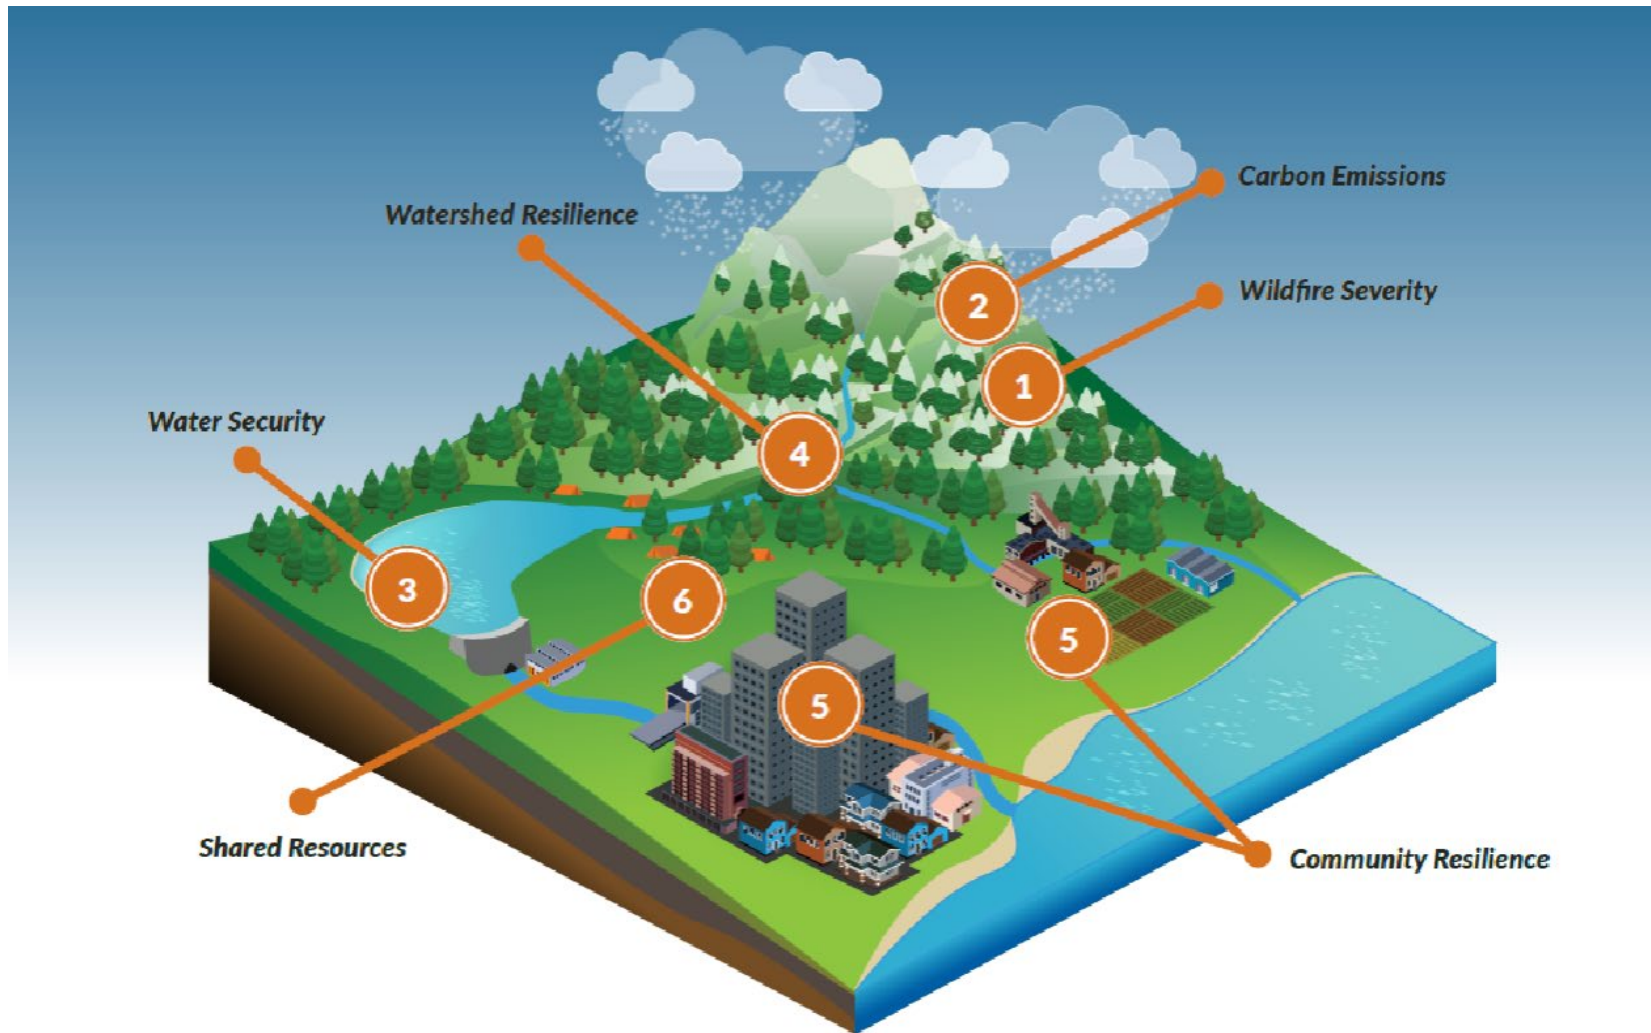 Carbon Emissions
Watershed Resilience
2
Wildfire Severity
1
Water Security
4
3
6
5
5
Shared Resources
Community Resilience